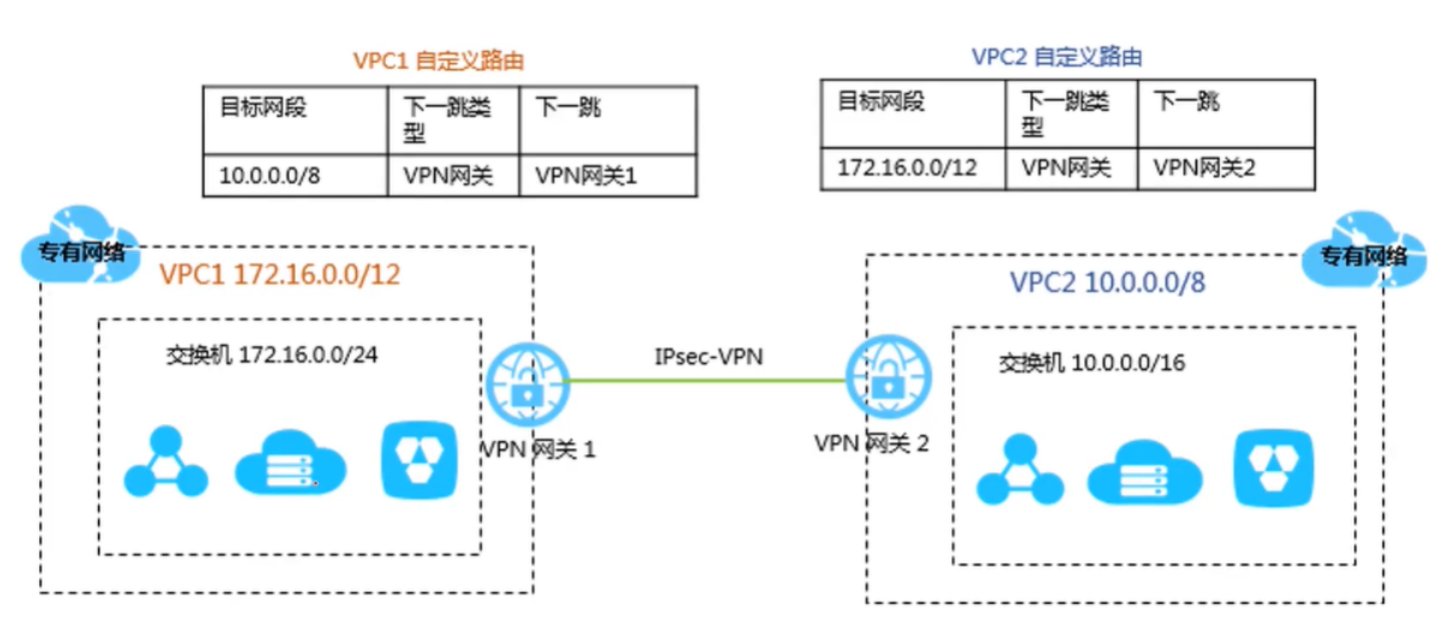 VPC1 自定义路由
目标网段 下一跳类型 下一跳
10.0.0.0/8 VPN网关 VPN网关1
VPC2 自定义路由
目标网段 下一跳类型 下一跳
172.16.0.0/12 VPN网关 VPN网关2
专有网络
VPC1 172.16.0.0/12
交换机 172.16.0.0/24
VPN 网关 1
IPsec-VPN
专有网络
VPC2 10.0.0.0/8
交换机 10.0.0.0/16
VPN 网关 2